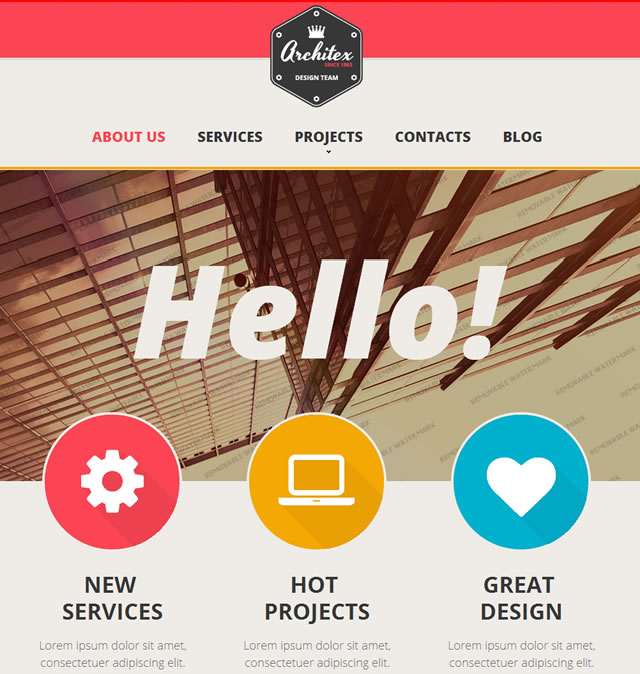 Architex
SINCE 1963
DESIGN TEAM
ABOUT US SERVICES PROJECTS CONTACTS BLOG
REMOVABLE WATERMARK
Hello!
NEW
SERVICES
HOT
PROJECTS
GREAT
DESIGN
Lorem ipsum dolor sit amet,
consectetuer adipiscing elit.
Lorem ipsum dolor sit amet,
consectetuer adipiscing elit.
Lorem ipsum dolor sit amet,
consectetuer adipiscing elit.